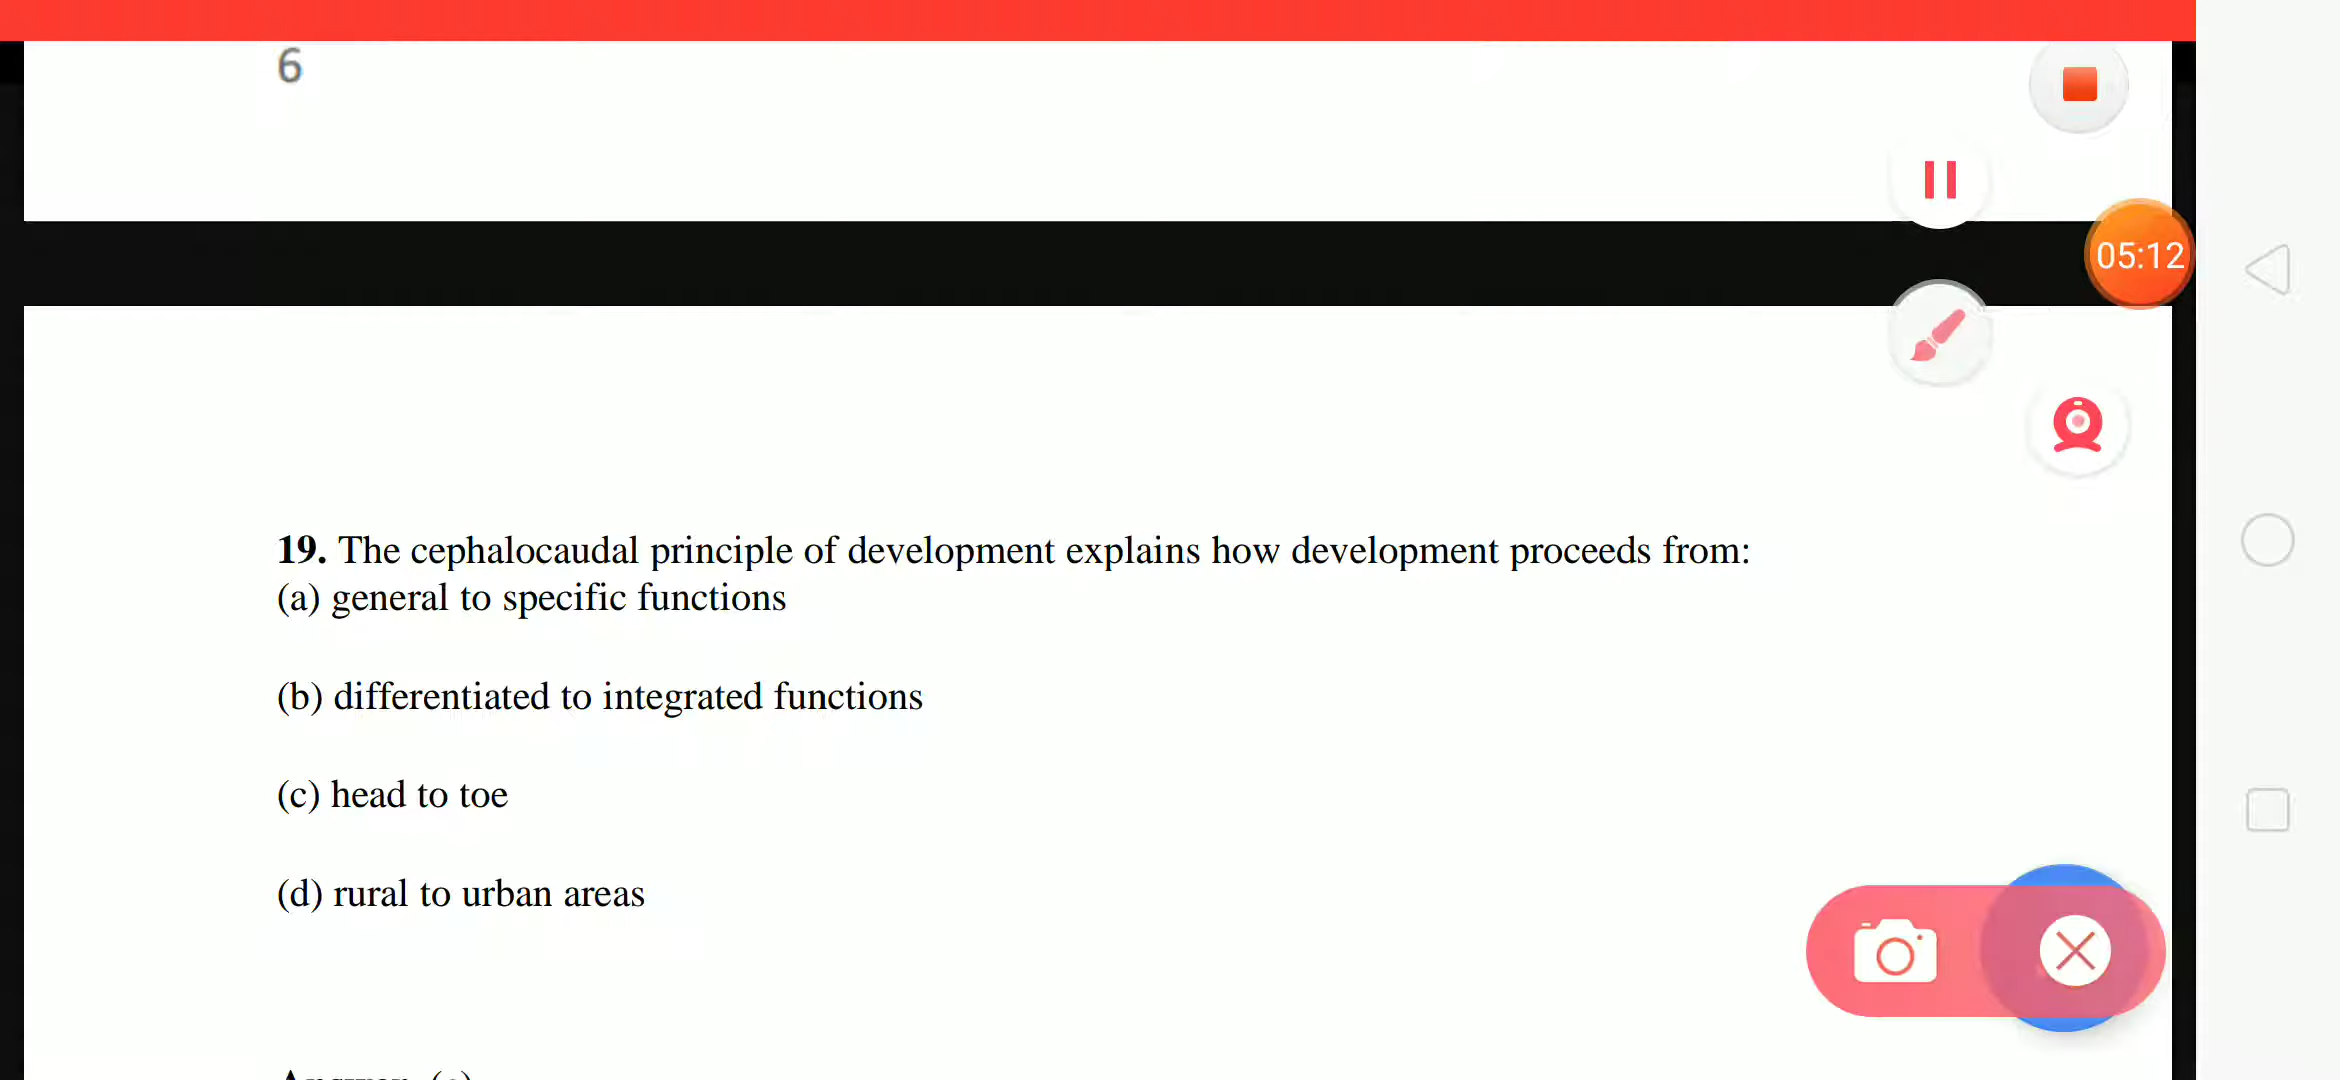 6
05:12
19. The cephalocaudal principle of development explains how development proceeds from:
(a) general to specific functions
(b) differentiated to integrated functions
(c) head to toe
(d) rural to urban areas